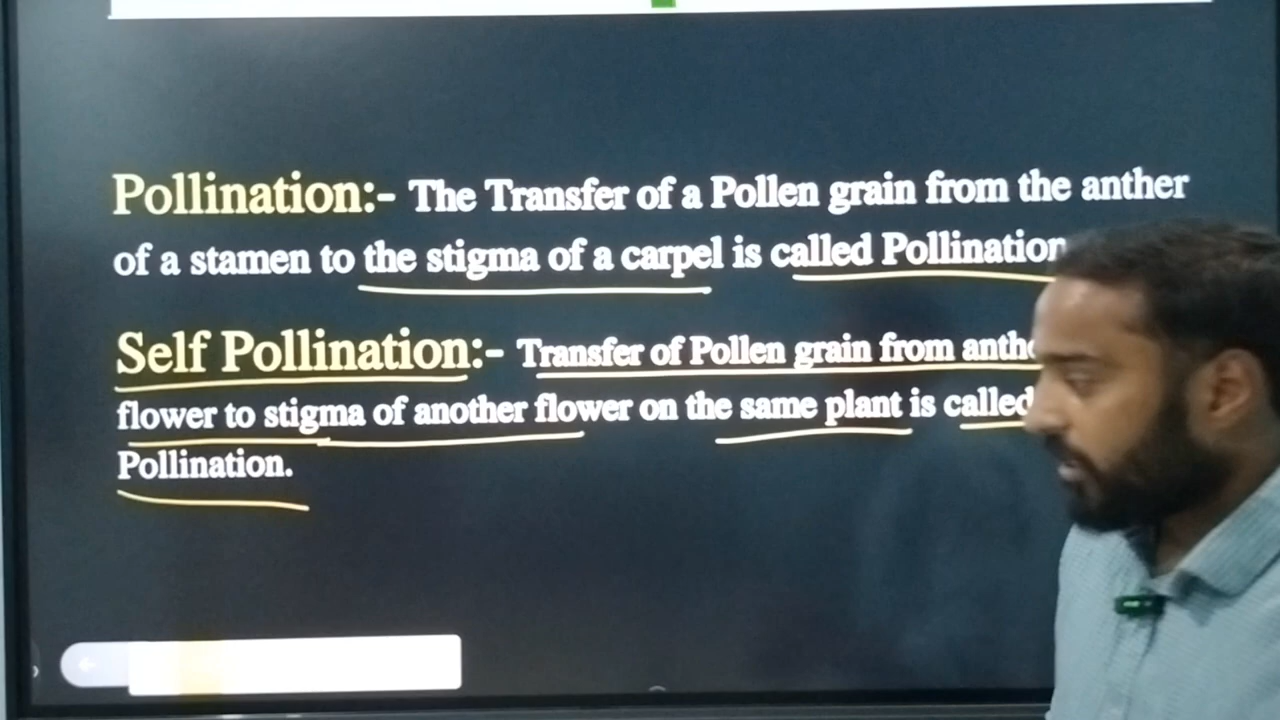 Pollination:- The Transfer of a Pollen grain from the anther
of a stamen to the stigma of a carpel is called Pollination
Self Pollination:- Transfer of Pollen grain from
flower to stigma of another flower on the same plant is called
Pollination.